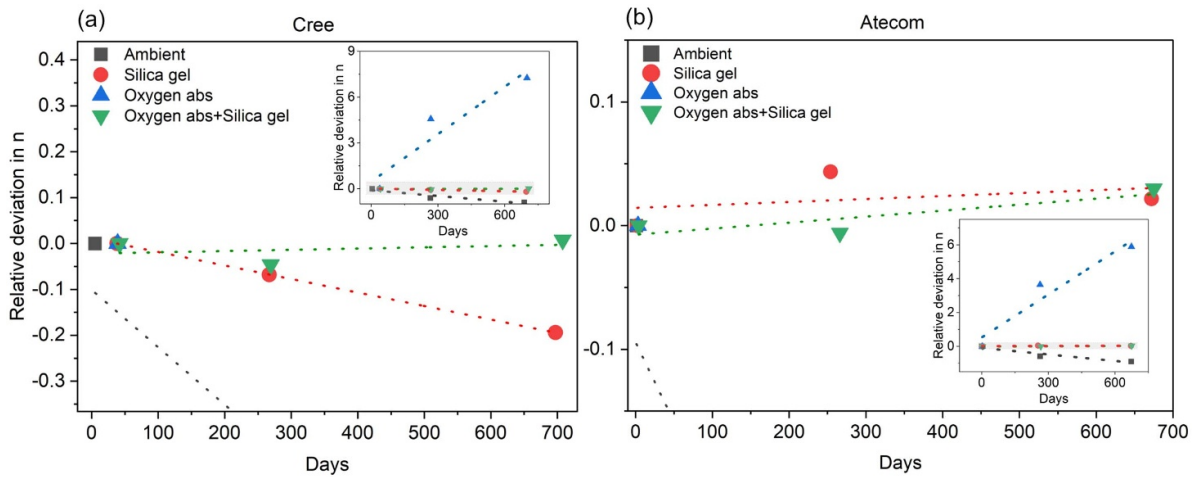 (a)
Cree
Ambient
Silica gel
Oxygen abs
Oxygen abs+Silica gel
0.4
0.3
0.2
0.1
0.0
-0.1
-0.2
-0.3
Relative deviation in n
0 100 200 300 400 500 600 700
Days
9
6
3
0
Relative deviation in n
0 300 600
Days
(b)
Atecom
Ambient
Silica gel
Oxygen abs
Oxygen abs+Silica gel
0.1
0.0
-0.1
0 100 200 300 400 500 600 700
Days
6
4
2
0
Relative deviation in n
0 300 600
Days